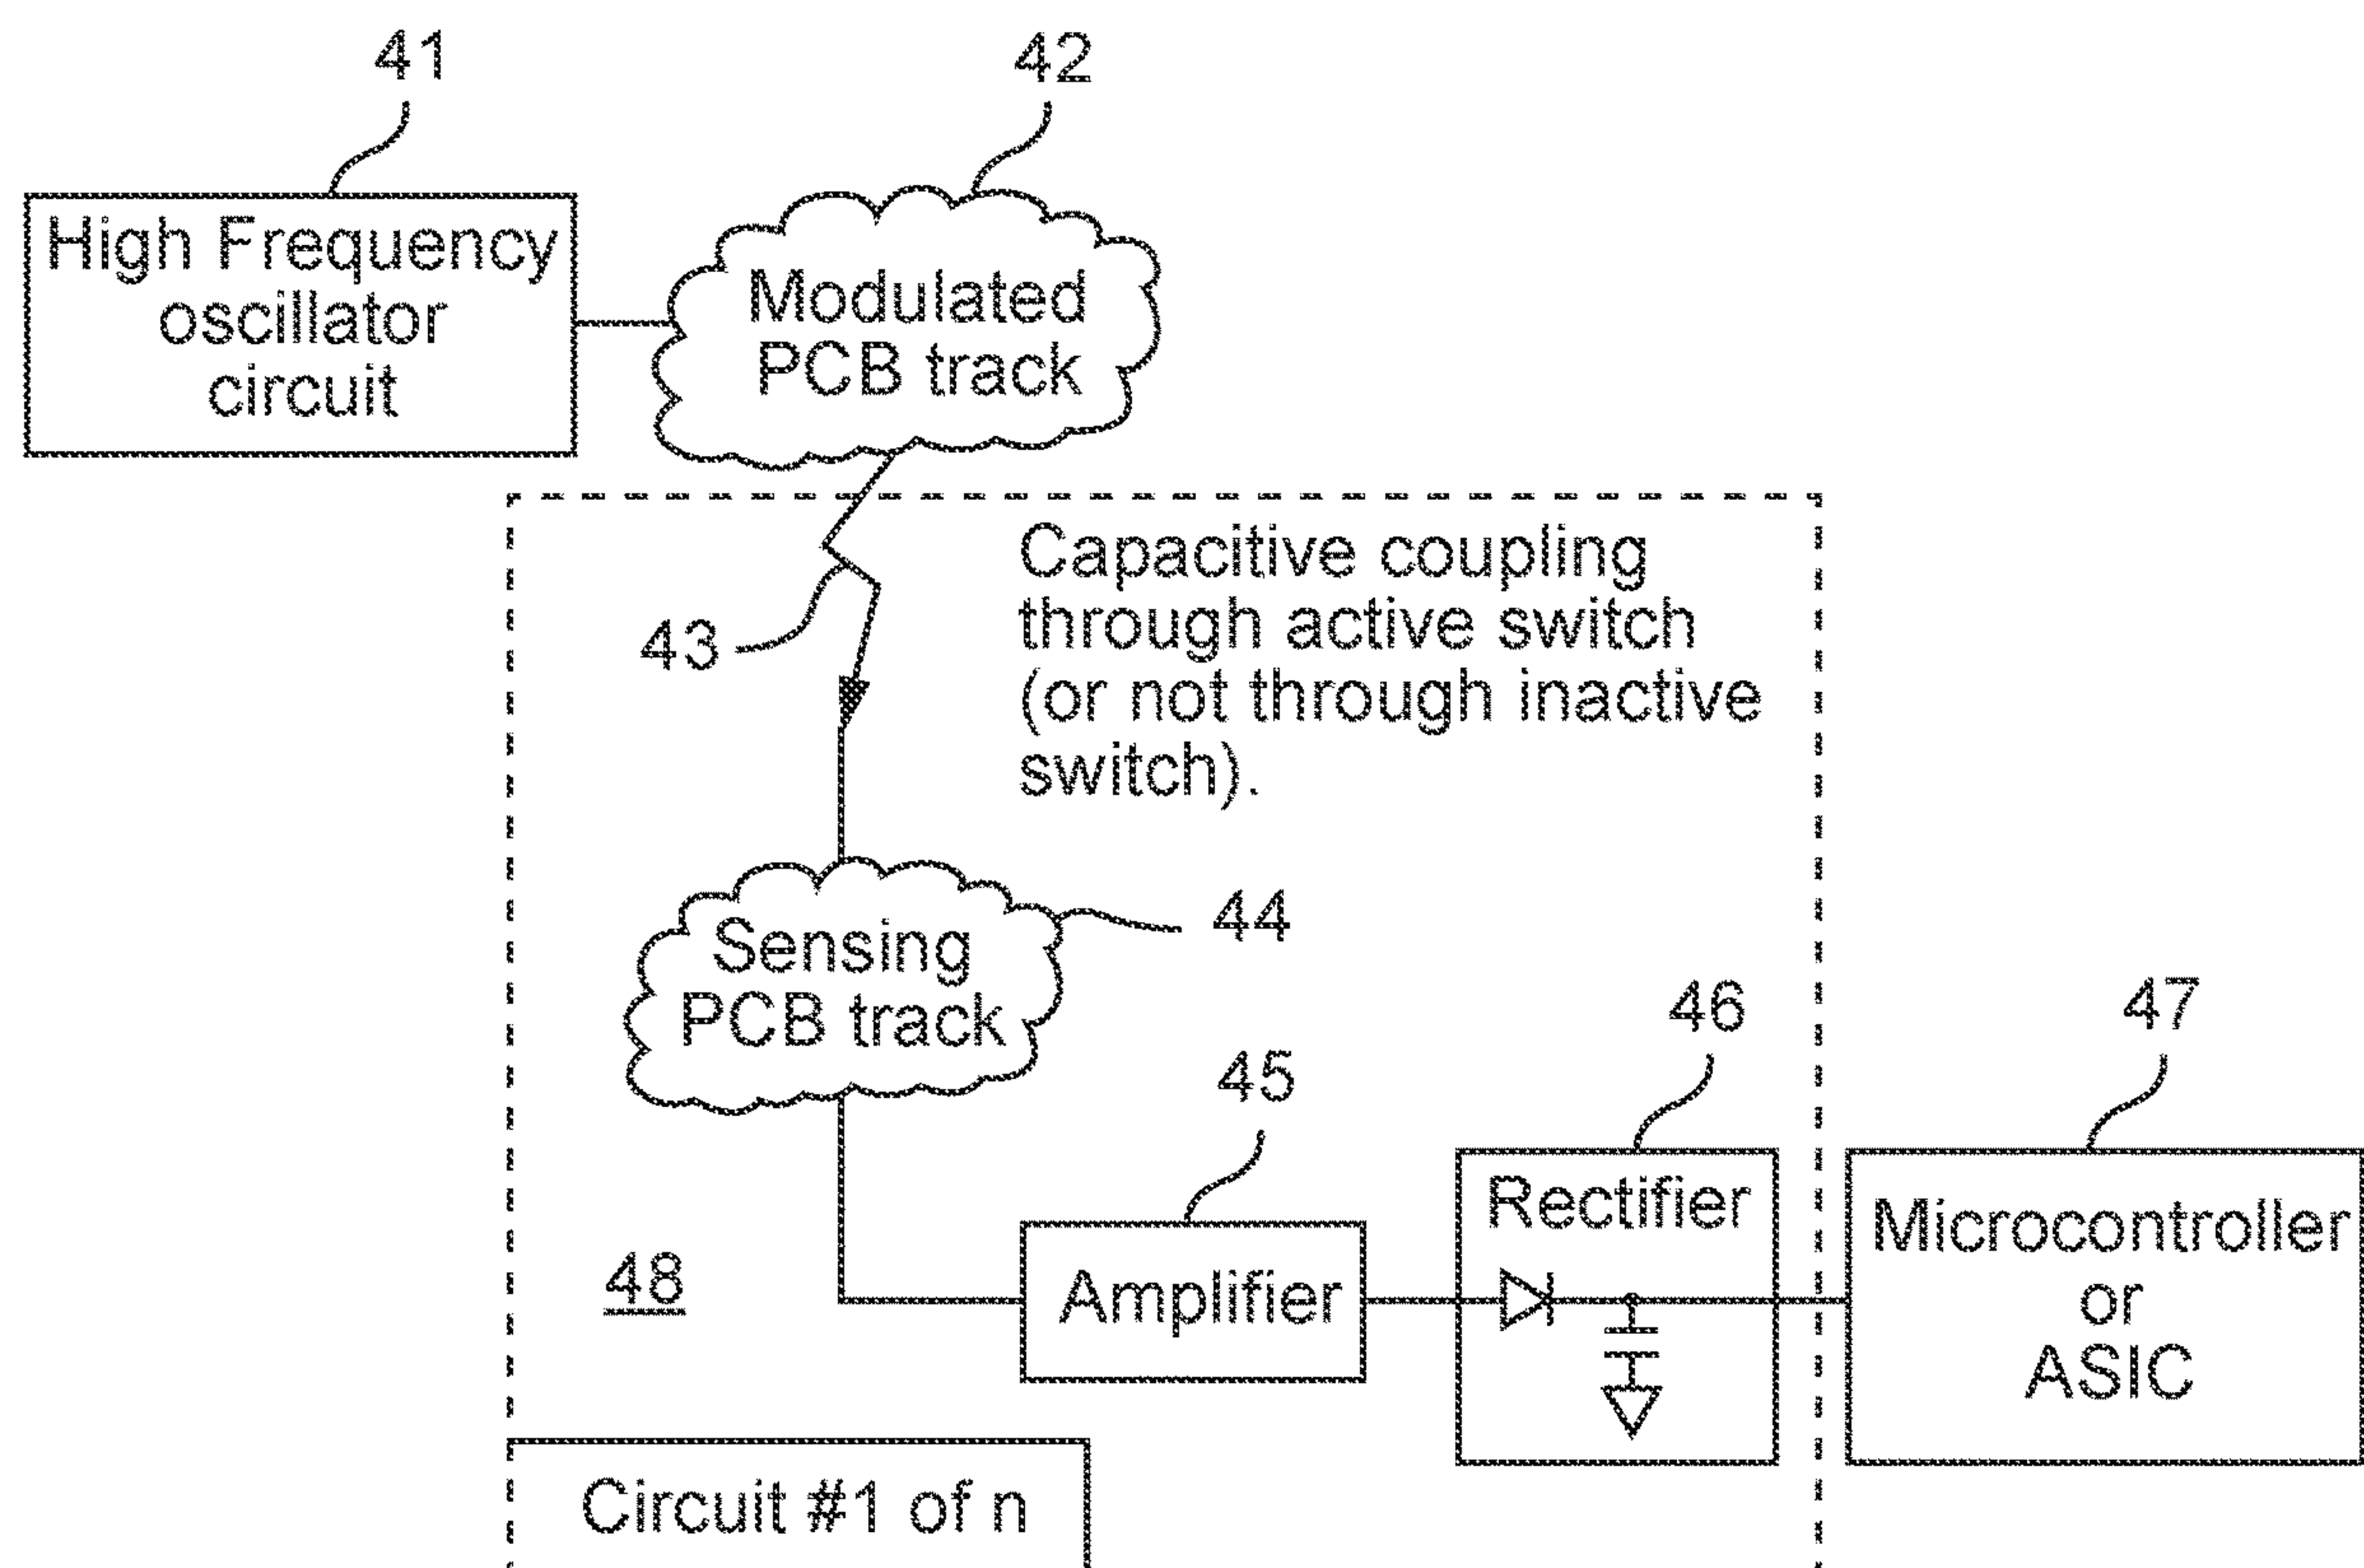 41
42
High Frequency
oscillator
circuit
Modulated
PCB track
Capacitive coupling
through active switch
(or not through inactive
switch).
43
44
Sensing
PCB track
45
46
47
Rectifier
Microcontroller
or
ASIC
48
Amplifier
Circuit #1 of n